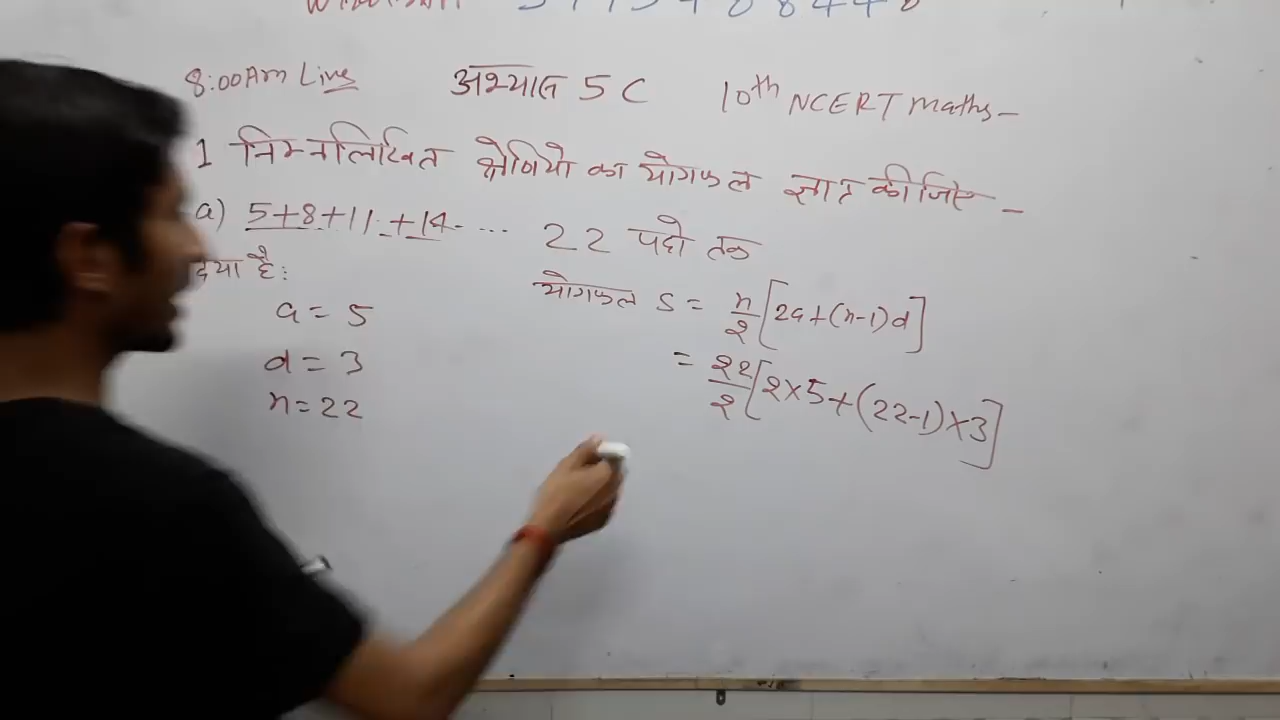 8:00Am Live अभ्यास 5 C 10th NCERT maths -
1 निम्नलिखित श्रेणियो का योगफल ज्ञात कीजिए -
a) 5+8+11+14- ... 22 पदो तक
दिया है:
a = 5
d = 3
n = 22
योगफल S = n/2 [2a+(n-1)d]
= 22/2 [2×5+(22-1)×3]